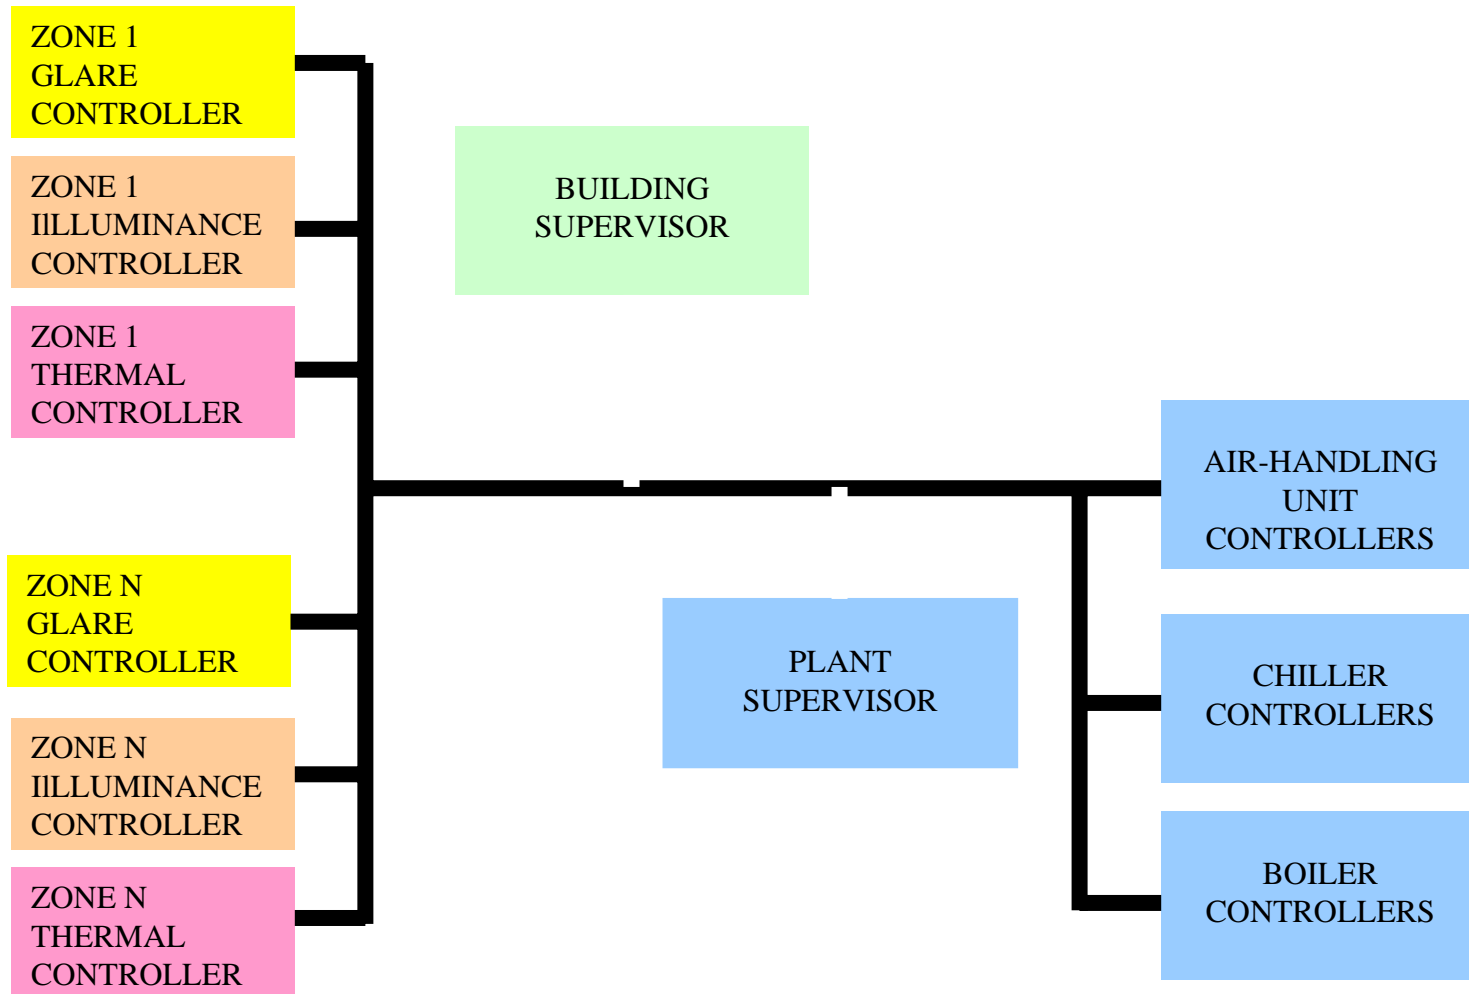 ZONE 1
GLARE
CONTROLLER
ZONE 1
IILLUMINANCE
CONTROLLER
ZONE 1
THERMAL
CONTROLLER
BUILDING
SUPERVISOR
ZONE N
GLARE
CONTROLLER
ZONE N
IILLUMINANCE
CONTROLLER
ZONE N
THERMAL
CONTROLLER
PLANT
SUPERVISOR
AIR-HANDLING
UNIT
CONTROLLERS
CHILLER
CONTROLLERS
BOILER
CONTROLLERS